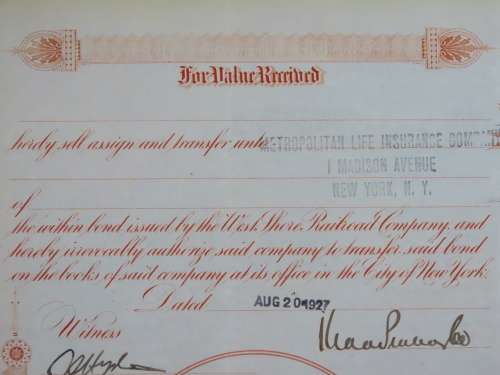 For Value Received
hereby sell assign and transfer unto METROPOLITAN LIFE INSURANCE COMPANY
1 MADISON AVENUE
NEW YORK, N. Y.
of
the within bond issued by the West Shore Railroad Company, and
hereby irrevocably authorize said company to transfer said bond
on the books of said company at its office in the City of New York.
Dated AUG 20 1927
Witness